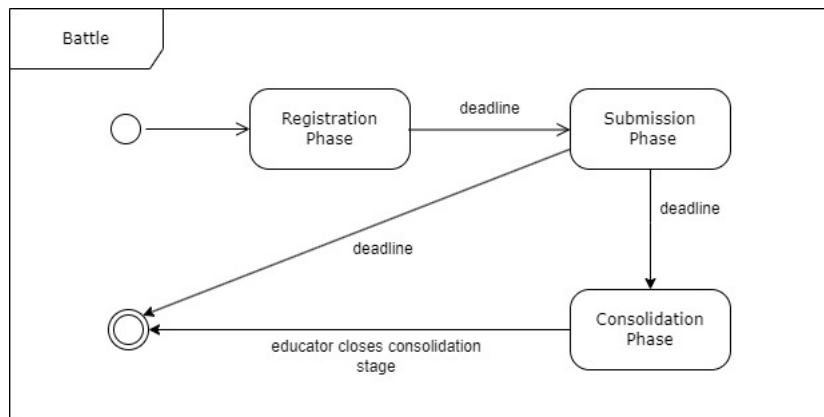 Battle
Registration
Phase
deadline
Submission
Phase
deadline
deadline
Consolidation
Phase
educator closes consolidation
stage